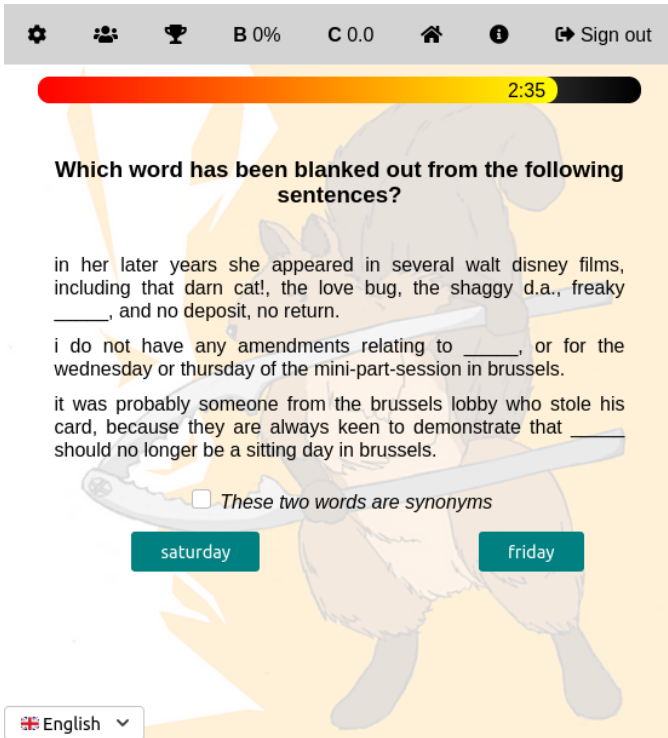 B 0% C 0.0 Sign out
2:35
Which word has been blanked out from the following
sentences?
in her later years she appeared in several walt disney films,
including that darn cat!, the love bug, the shaggy d.a., freaky
_____, and no deposit, no return.
i do not have any amendments relating to _____, or for the
wednesday or thursday of the mini-part-session in brussels.
it was probably someone from the brussels lobby who stole his
card, because they are always keen to demonstrate that _____
should no longer be a sitting day in brussels.
These two words are synonyms
saturday friday
English